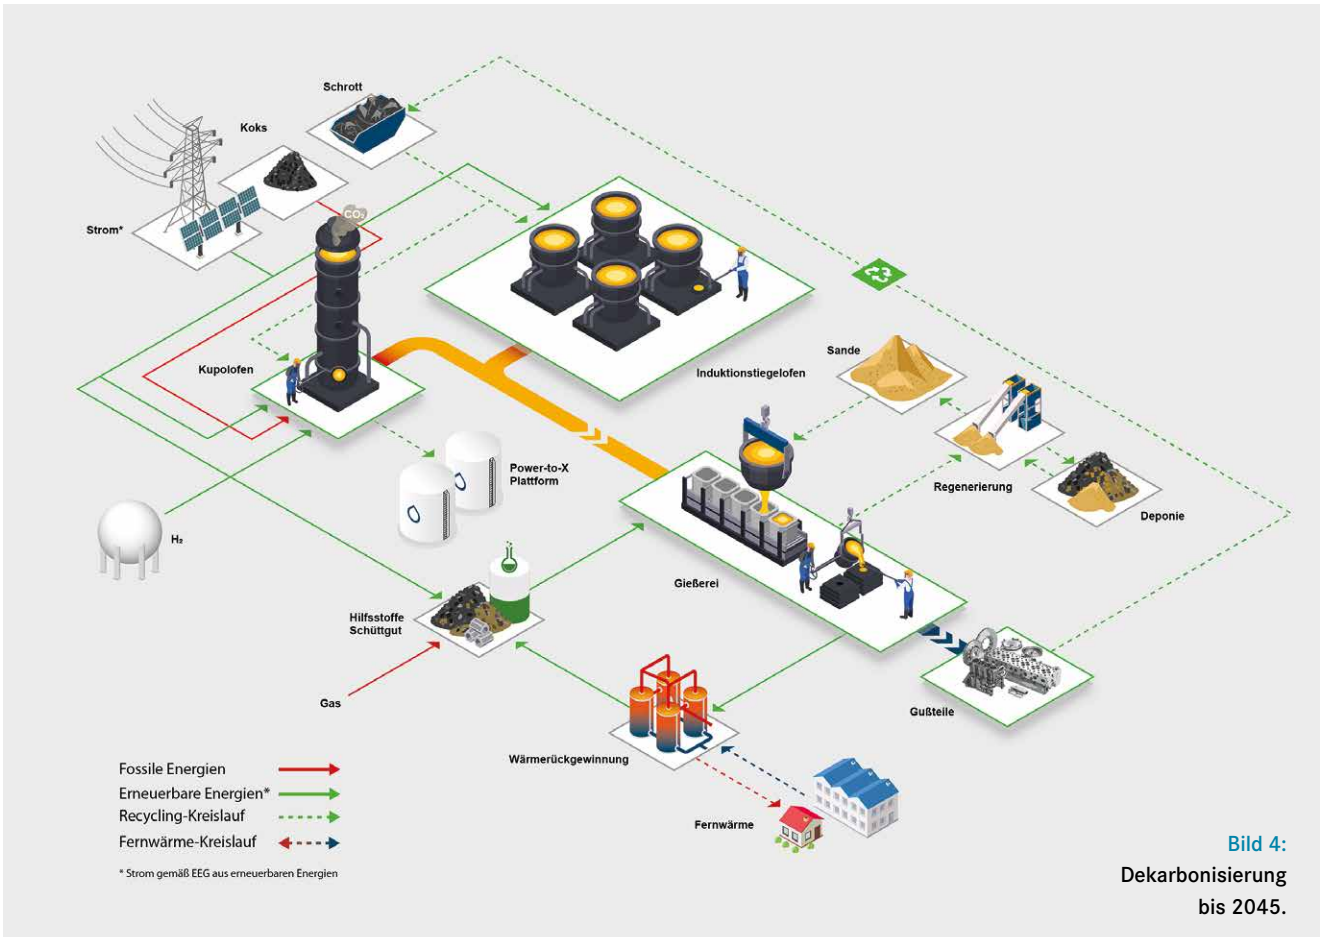 Schrott
Koks
CO₂
Strom*
Kupolofen
Induktionstiegelofen
Sande
Regenerierung
Deponie
Power-to-X
Plattform
H₂
Gießerei
Hilfsstoffe
Schüttgut
Gas
Gußteile
Wärmerückgewinnung
Fernwärme
Fossile Energien
Erneuerbare Energien*
Recycling-Kreislauf
Fernwärme-Kreislauf
* Strom gemäß EEG aus erneuerbaren Energien
Bild 4:
Dekarbonisierung
bis 2045.